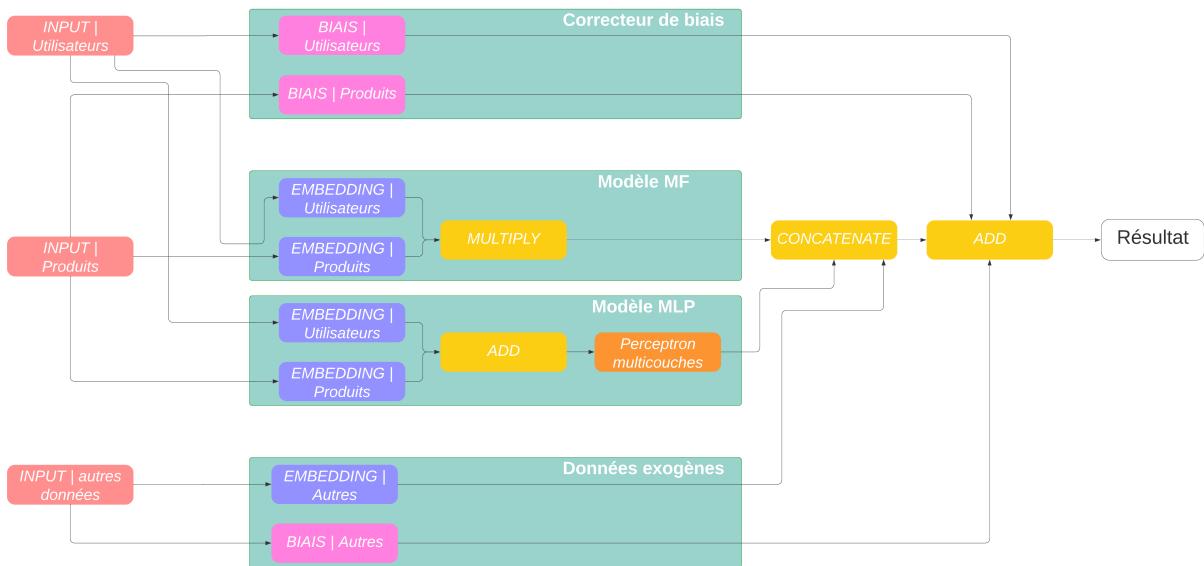 INPUT |
Utilisateurs
BIAIS |
Utilisateurs
Correcteur de biais
BIAIS | Produits
Modèle MF
EMBEDDING |
Utilisateurs
INPUT |
Produits
EMBEDDING |
Produits
MULTIPLY
CONCATENATE
ADD
Résultat
Modèle MLP
EMBEDDING |
Utilisateurs
EMBEDDING |
Produits
ADD
Perceptron
multicouches
Données exogènes
INPUT | autres
données
EMBEDDING |
Autres
BIAIS | Autres